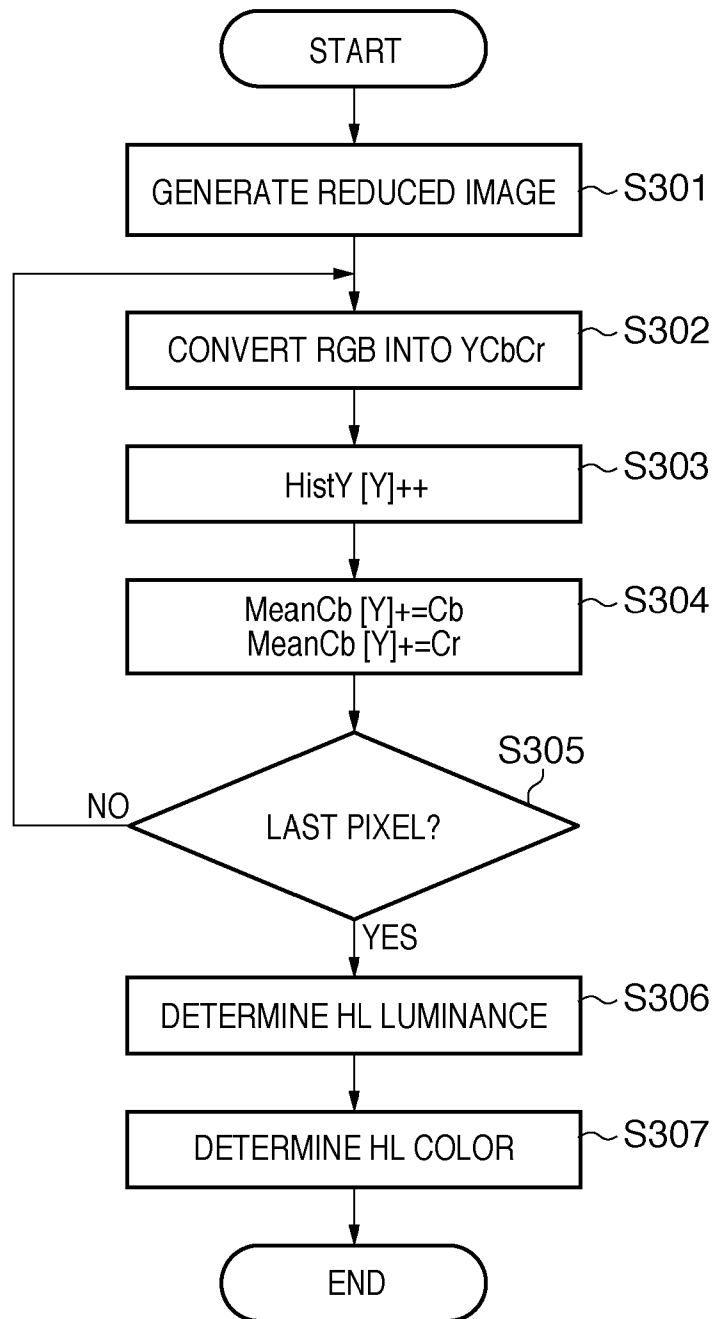 START
GENERATE REDUCED IMAGE
S301
CONVERT RGB INTO YCbCr
S302
HistY [Y]++
S303
MeanCb [Y]+=Cb
MeanCb [Y]+=Cr
S304
S305
LAST PIXEL?
NO
YES
DETERMINE HL LUMINANCE
S306
DETERMINE HL COLOR
S307
END